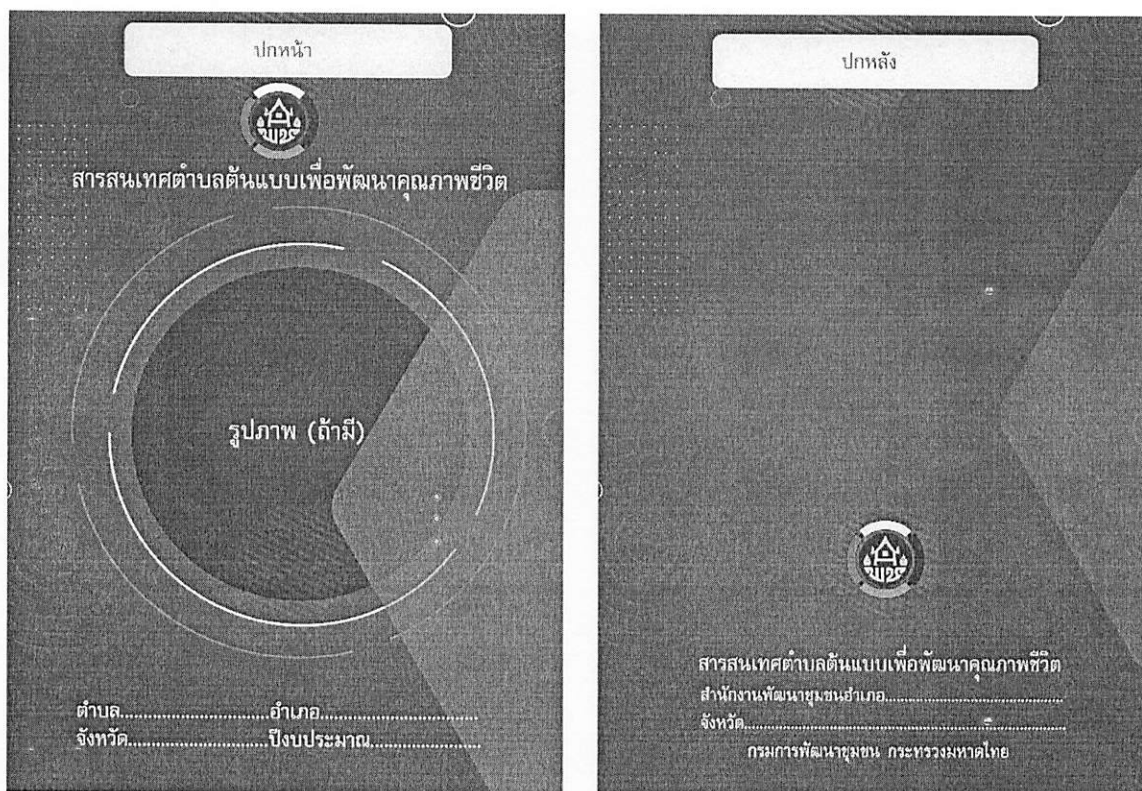 ปกหน้า
สารสนเทศตำบลต้นแบบเพื่อพัฒนาคุณภาพชีวิต
รูปภาพ (ถ้ามี)
ตำบล..............................อำเภอ................................
จังหวัด............................ปีงบประมาณ.....................
ปกหลัง
สารสนเทศตำบลต้นแบบเพื่อพัฒนาคุณภาพชีวิต
สำนักงานพัฒนาชุมชนอำเภอ............................................
จังหวัด................................................................................
กรมการพัฒนาชุมชน กระทรวงมหาดไทย